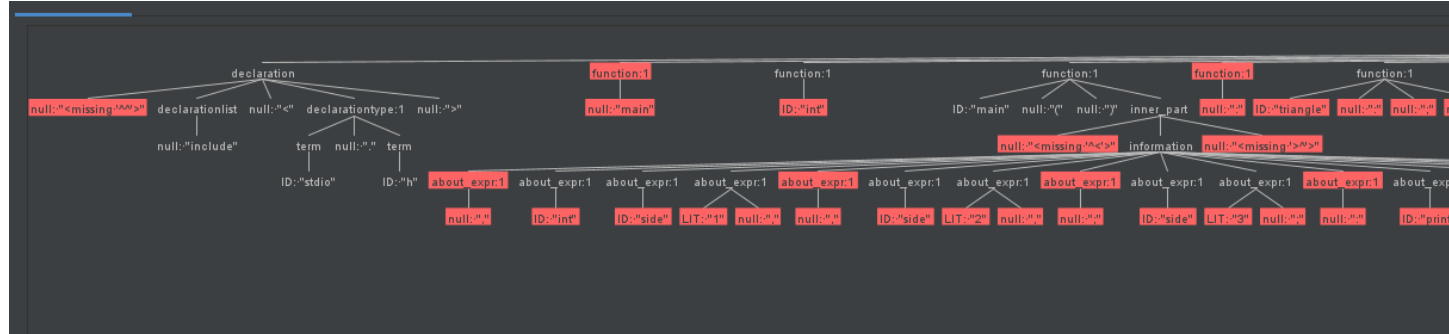 declaration function:1 function:1 function:1 function:1 function:1
null:"<missing '^^'>" declarationlist null:"<" declarationtype:1 null:">" null:"main" ID:"int" ID:"main" null:"(" null:")" inner_part null:":" ID:"triangle" null:":" null:";"
null:"include" term null:"." term null:"<missing '^<'>" information null:"<missing '>^'>"
ID:"stdio" ID:"h" about_expr:1 about_expr:1 about_expr:1 about_expr:1 about_expr:1 about_expr:1 about_expr:1 about_expr:1 about_expr:1 about_expr:1 about_expr:1 about_exp
null:"," ID:"int" ID:"side" LIT:"1" null:"," null:"," ID:"side" LIT:"2" null:"," null:";" ID:"side" LIT:"3" null:";" null:":" ID:"print